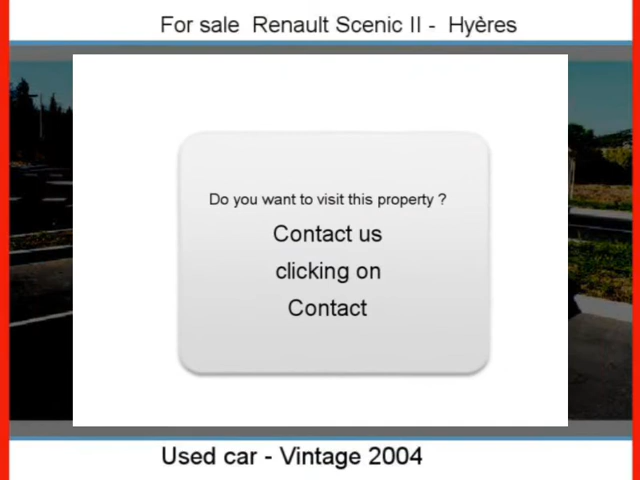 For sale  Renault Scenic II -  Hyères
Do you want to visit this property ?
Contact us
clicking on
Contact
Used car - Vintage 2004